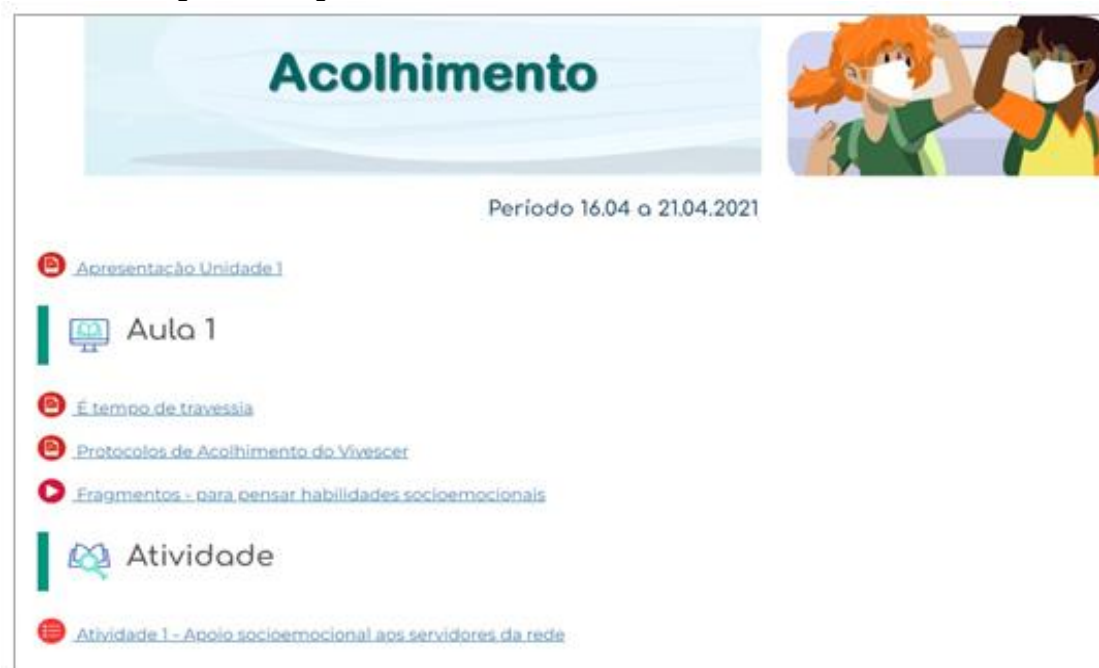 Acolhimento
Período 16.04 a 21.04.2021
Apresentação Unidade 1
Aula 1
É tempo de travessia
Protocolos de Acolhimento do Vivescer
Fragmentos - para pensar habilidades socioemocionais
Atividade
Atividade 1 - Apoio socioemocional aos servidores da rede